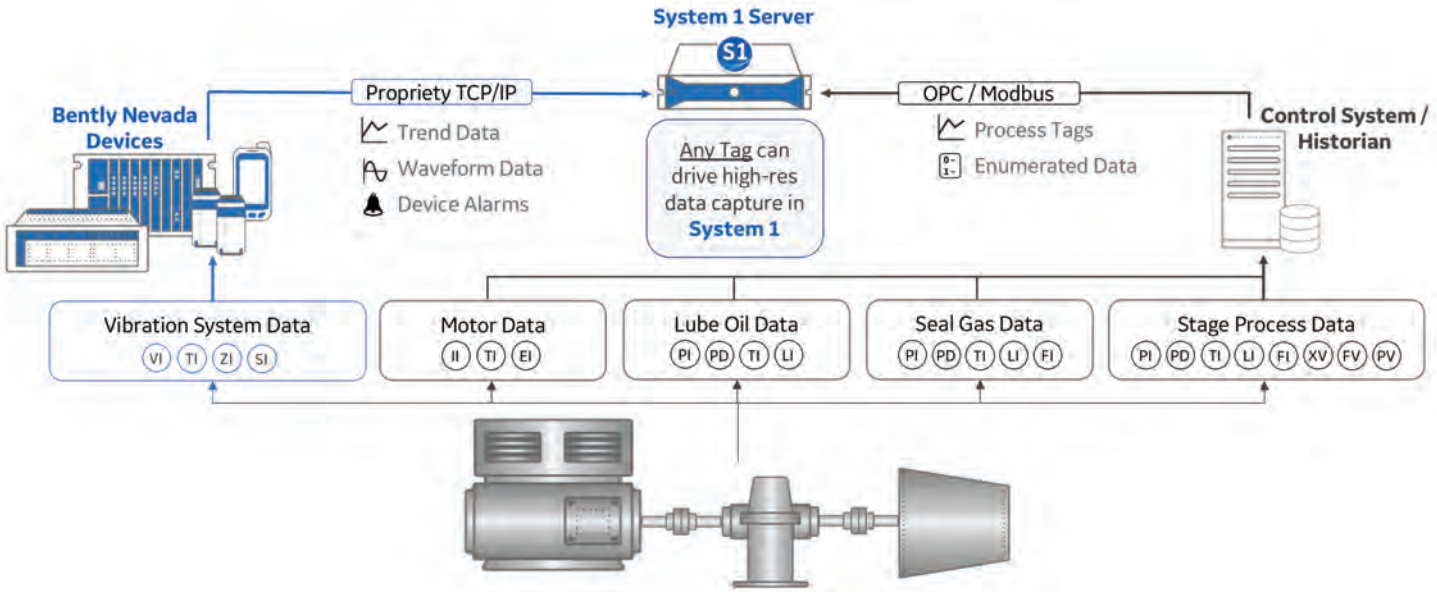 System 1 Server
S1
Propriety TCP/IP
Trend Data
Waveform Data
Device Alarms
OPC / Modbus
Process Tags
Enumerated Data
0-
1-
Bently Nevada
Devices
Control System /
Historian
Any Tag can
drive high-res
data capture in
System 1
Vibration System Data
VI TI ZI SI
Motor Data
II TI EI
Lube Oil Data
PI PD TI LI
Seal Gas Data
PI PD TI LI FI
Stage Process Data
PI PD TI LI FI XV FV PV